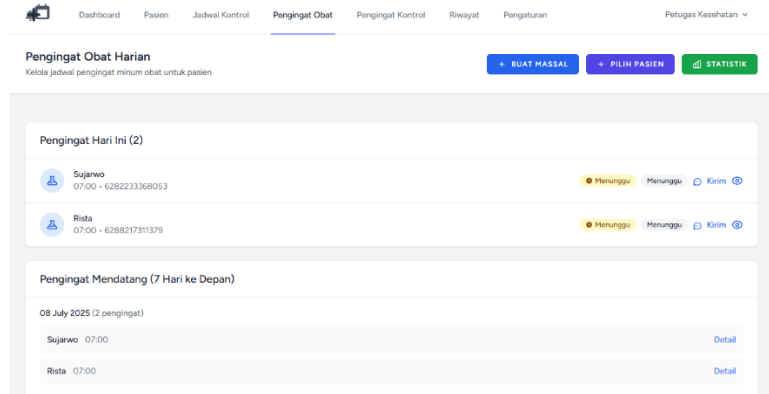 Dashboard Pasien Jadwal Kontrol Pengingat Obat Pengingat Kontrol Riwayat Pengaturan Petugas Kesehatan
Pengingat Obat Harian
Kelola jadwal pengingat minum obat untuk pasien
+ BUAT MASSAL + PILIH PASIEN STATISTIK
Pengingat Hari Ini (2)
Sujarwo
07:00 • 6282233368053
Menunggu Menunggu Kirim
Rista
07:00 • 6288217311379
Menunggu Menunggu Kirim
Pengingat Mendatang (7 Hari ke Depan)
08 July 2025 (2 pengingat)
Sujarwo 07:00 Detail
Rista 07:00 Detail